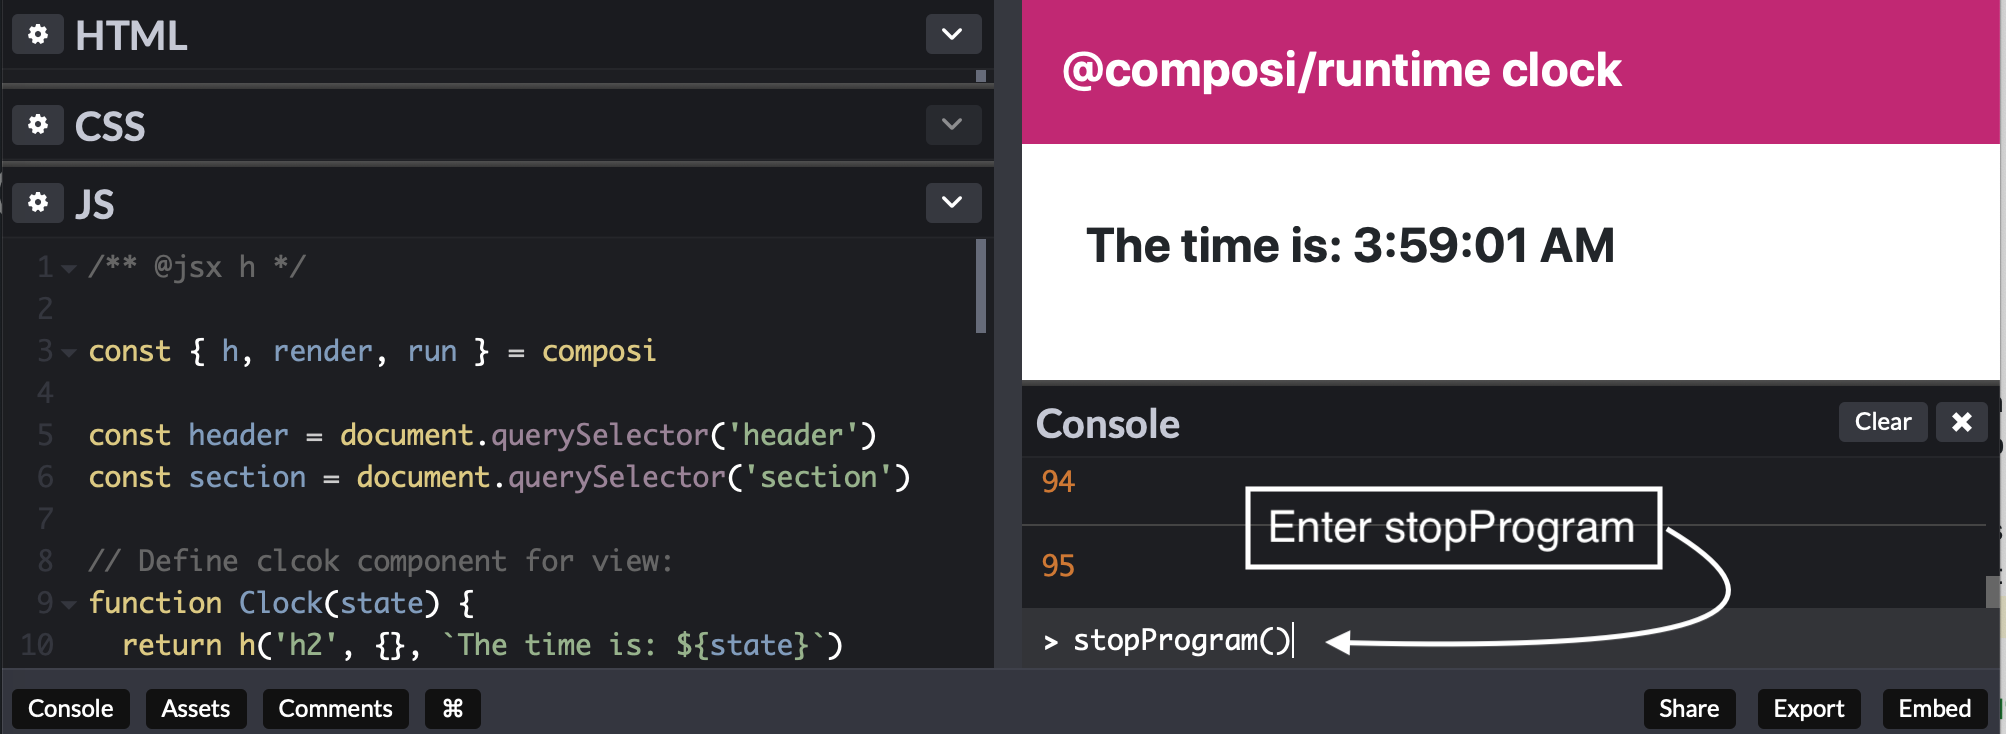 HTML
CSS
JS
1 /** @jsx h */
2
3 const { h, render, run } = composi
4
5 const header = document.querySelector('header')
6 const section = document.querySelector('section')
7
8 // Define clcok component for view:
9 function Clock(state) {
10 return h('h2', {}, `The time is: ${state}`)
@composi/runtime clock
The time is: 3:59:01 AM
Console
Clear
94
Enter stopProgram
95
> stopProgram()
Console Assets Comments ⌘
Share Export Embed